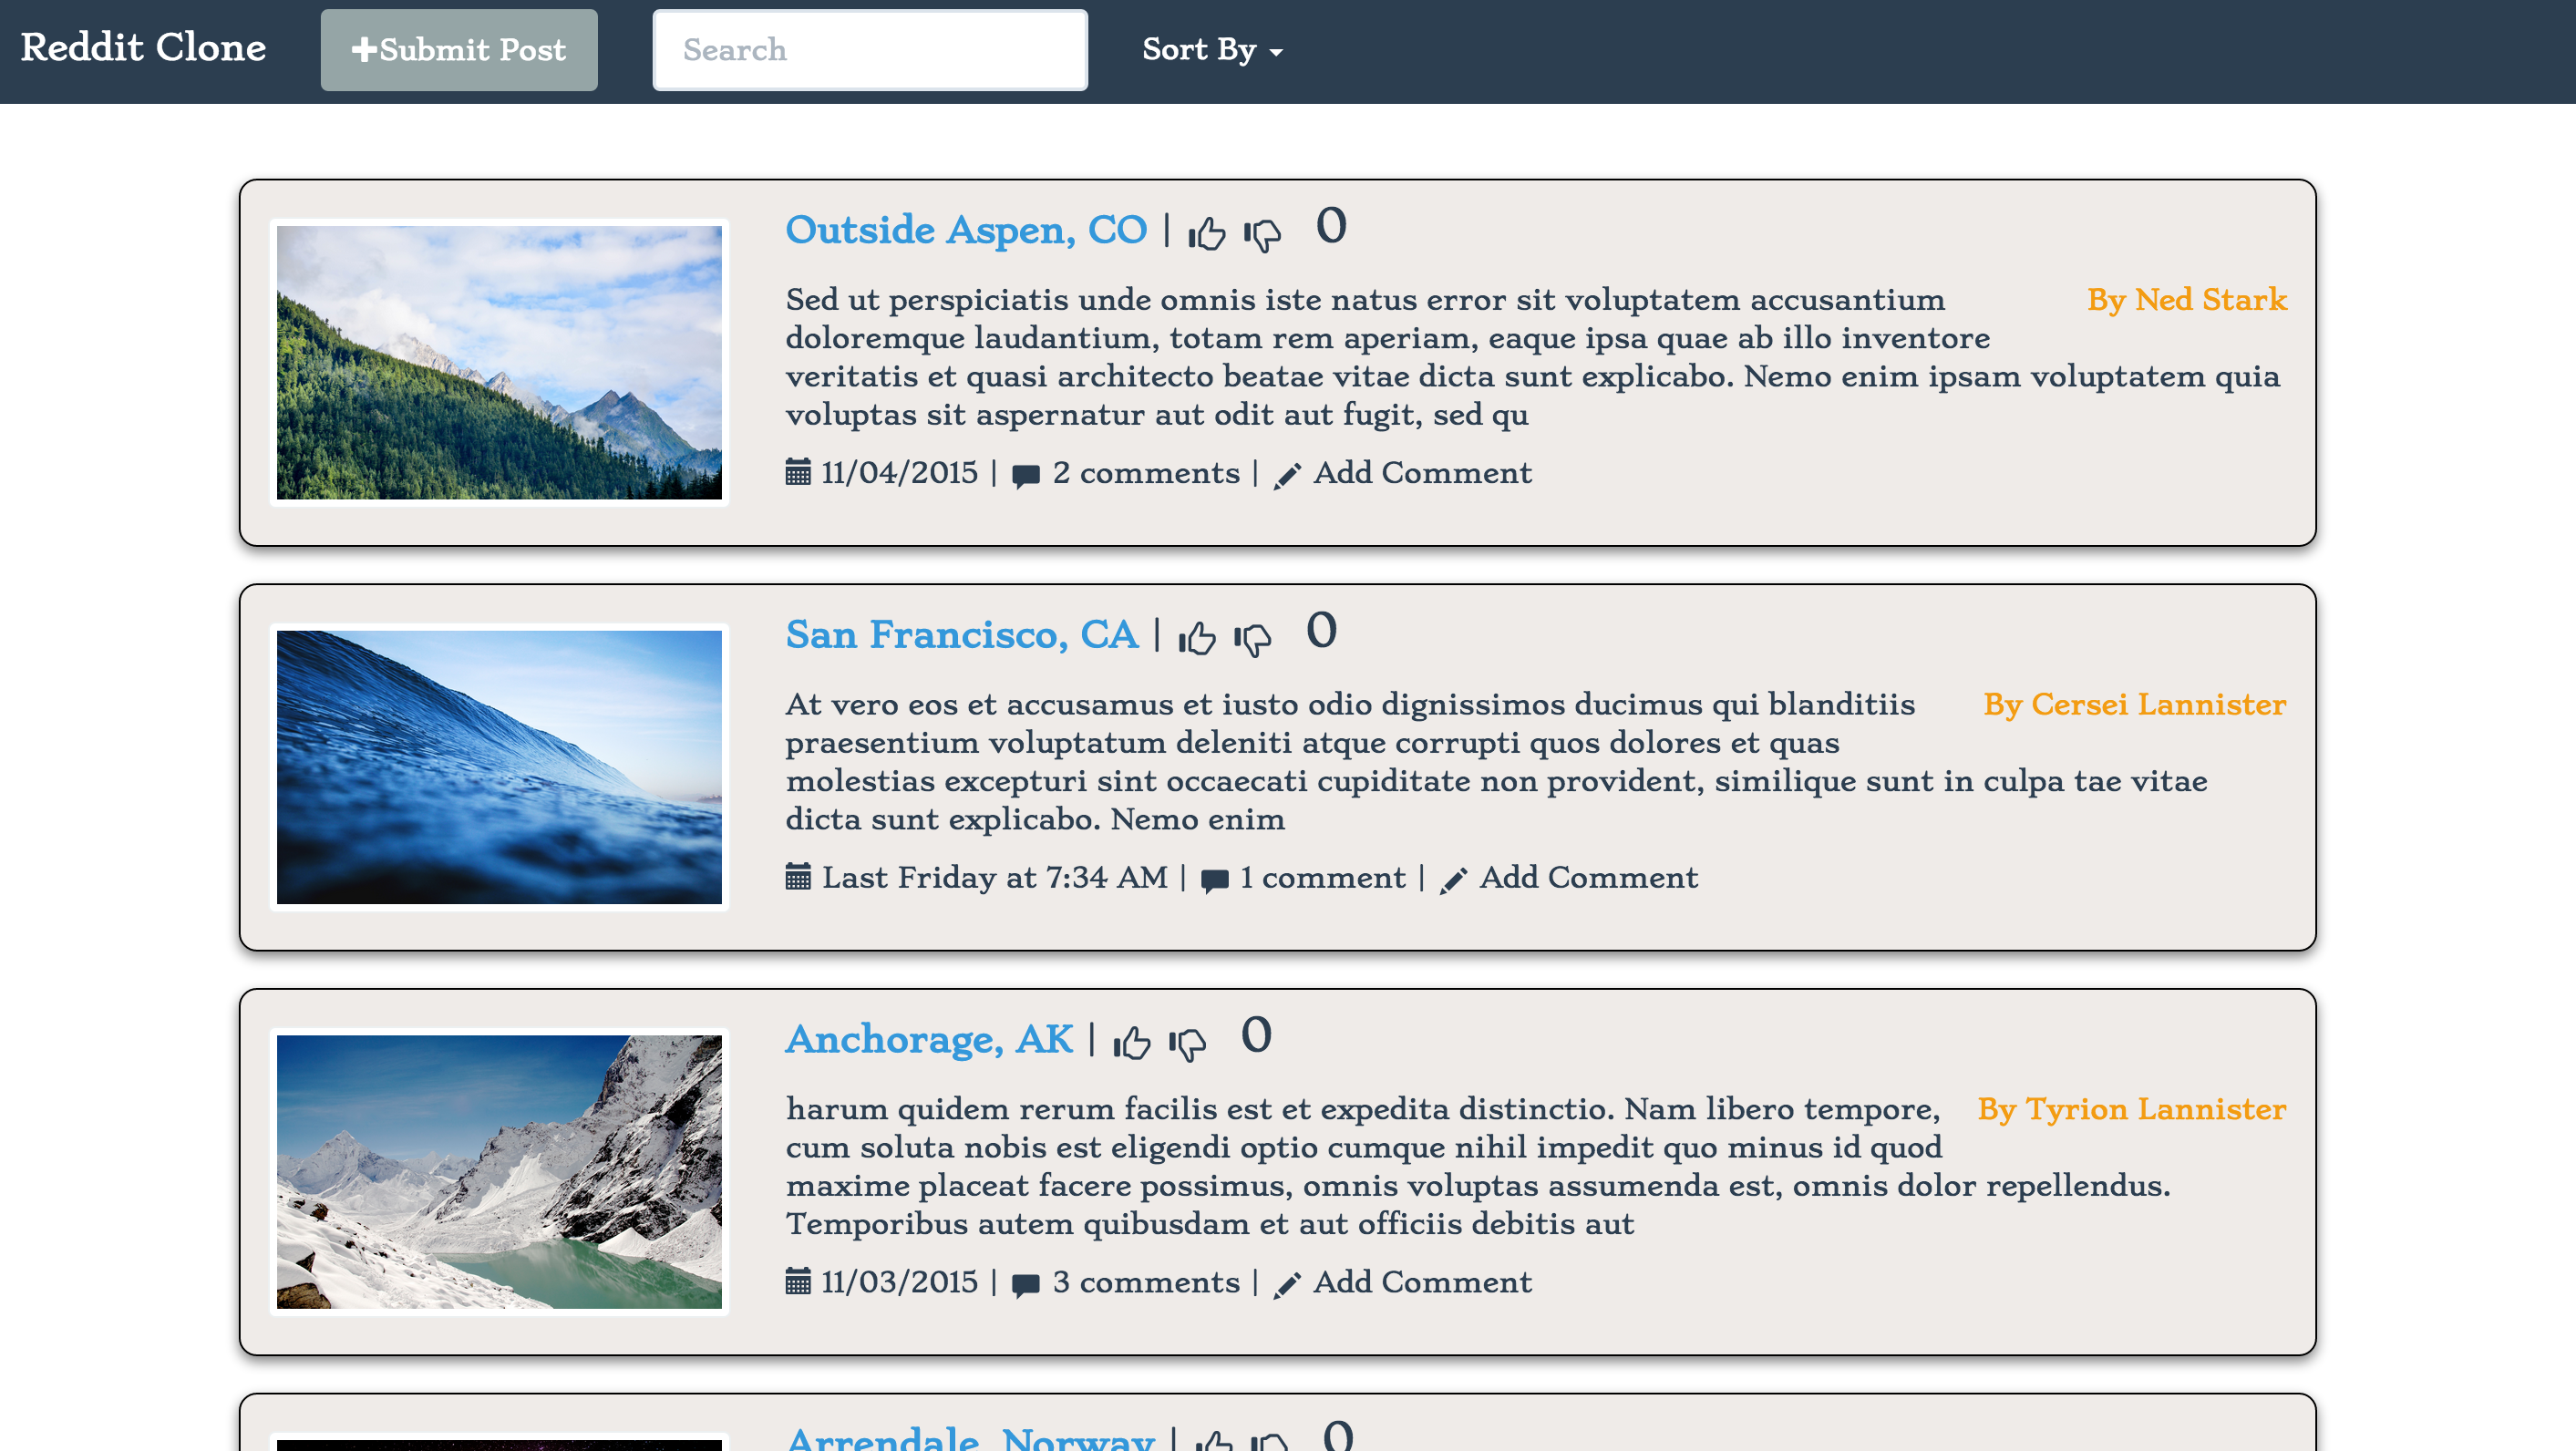 Reddit Clone
Submit Post
Search
Sort By
Outside Aspen, CO | 0
Sed ut perspiciatis unde omnis iste natus error sit voluptatem accusantium
By Ned Stark
doloremque laudantium, totam rem aperiam, eaque ipsa quae ab illo inventore
veritatis et quasi architecto beatae vitae dicta sunt explicabo. Nemo enim ipsam voluptatem quia
voluptas sit aspernatur aut odit aut fugit, sed qu
11/04/2015 | 2 comments | Add Comment
San Francisco, CA | 0
At vero eos et accusamus et iusto odio dignissimos ducimus qui blanditiis
By Cersei Lannister
praesentium voluptatum deleniti atque corrupti quos dolores et quas
molestias excepturi sint occaecati cupiditate non provident, similique sunt in culpa tae vitae
dicta sunt explicabo. Nemo enim
Last Friday at 7:34 AM | 1 comment | Add Comment
Anchorage, AK | 0
harum quidem rerum facilis est et expedita distinctio. Nam libero tempore,
By Tyrion Lannister
cum soluta nobis est eligendi optio cumque nihil impedit quo minus id quod
maxime placeat facere possimus, omnis voluptas assumenda est, omnis dolor repellendus.
Temporibus autem quibusdam et aut officiis debitis aut
11/03/2015 | 3 comments | Add Comment
Arrendale, Norway | 0